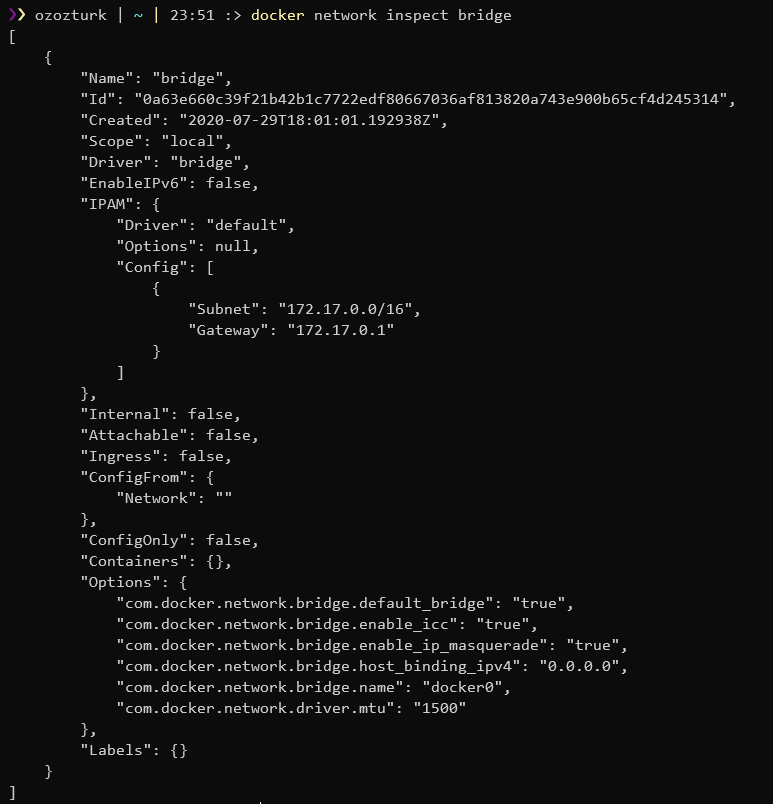 ❯❯ ozozturk | ~ | 23:51 :> docker network inspect bridge
[
    {
        "Name": "bridge",
        "Id": "0a63e660c39f21b42b1c7722edf80667036af813820a743e900b65cf4d245314",
        "Created": "2020-07-29T18:01:01.192938Z",
        "Scope": "local",
        "Driver": "bridge",
        "EnableIPv6": false,
        "IPAM": {
            "Driver": "default",
            "Options": null,
            "Config": [
                {
                    "Subnet": "172.17.0.0/16",
                    "Gateway": "172.17.0.1"
                }
            ]
        },
        "Internal": false,
        "Attachable": false,
        "Ingress": false,
        "ConfigFrom": {
            "Network": ""
        },
        "ConfigOnly": false,
        "Containers": {},
        "Options": {
            "com.docker.network.bridge.default_bridge": "true",
            "com.docker.network.bridge.enable_icc": "true",
            "com.docker.network.bridge.enable_ip_masquerade": "true",
            "com.docker.network.bridge.host_binding_ipv4": "0.0.0.0",
            "com.docker.network.bridge.name": "docker0",
            "com.docker.network.driver.mtu": "1500"
        },
        "Labels": {}
    }
]